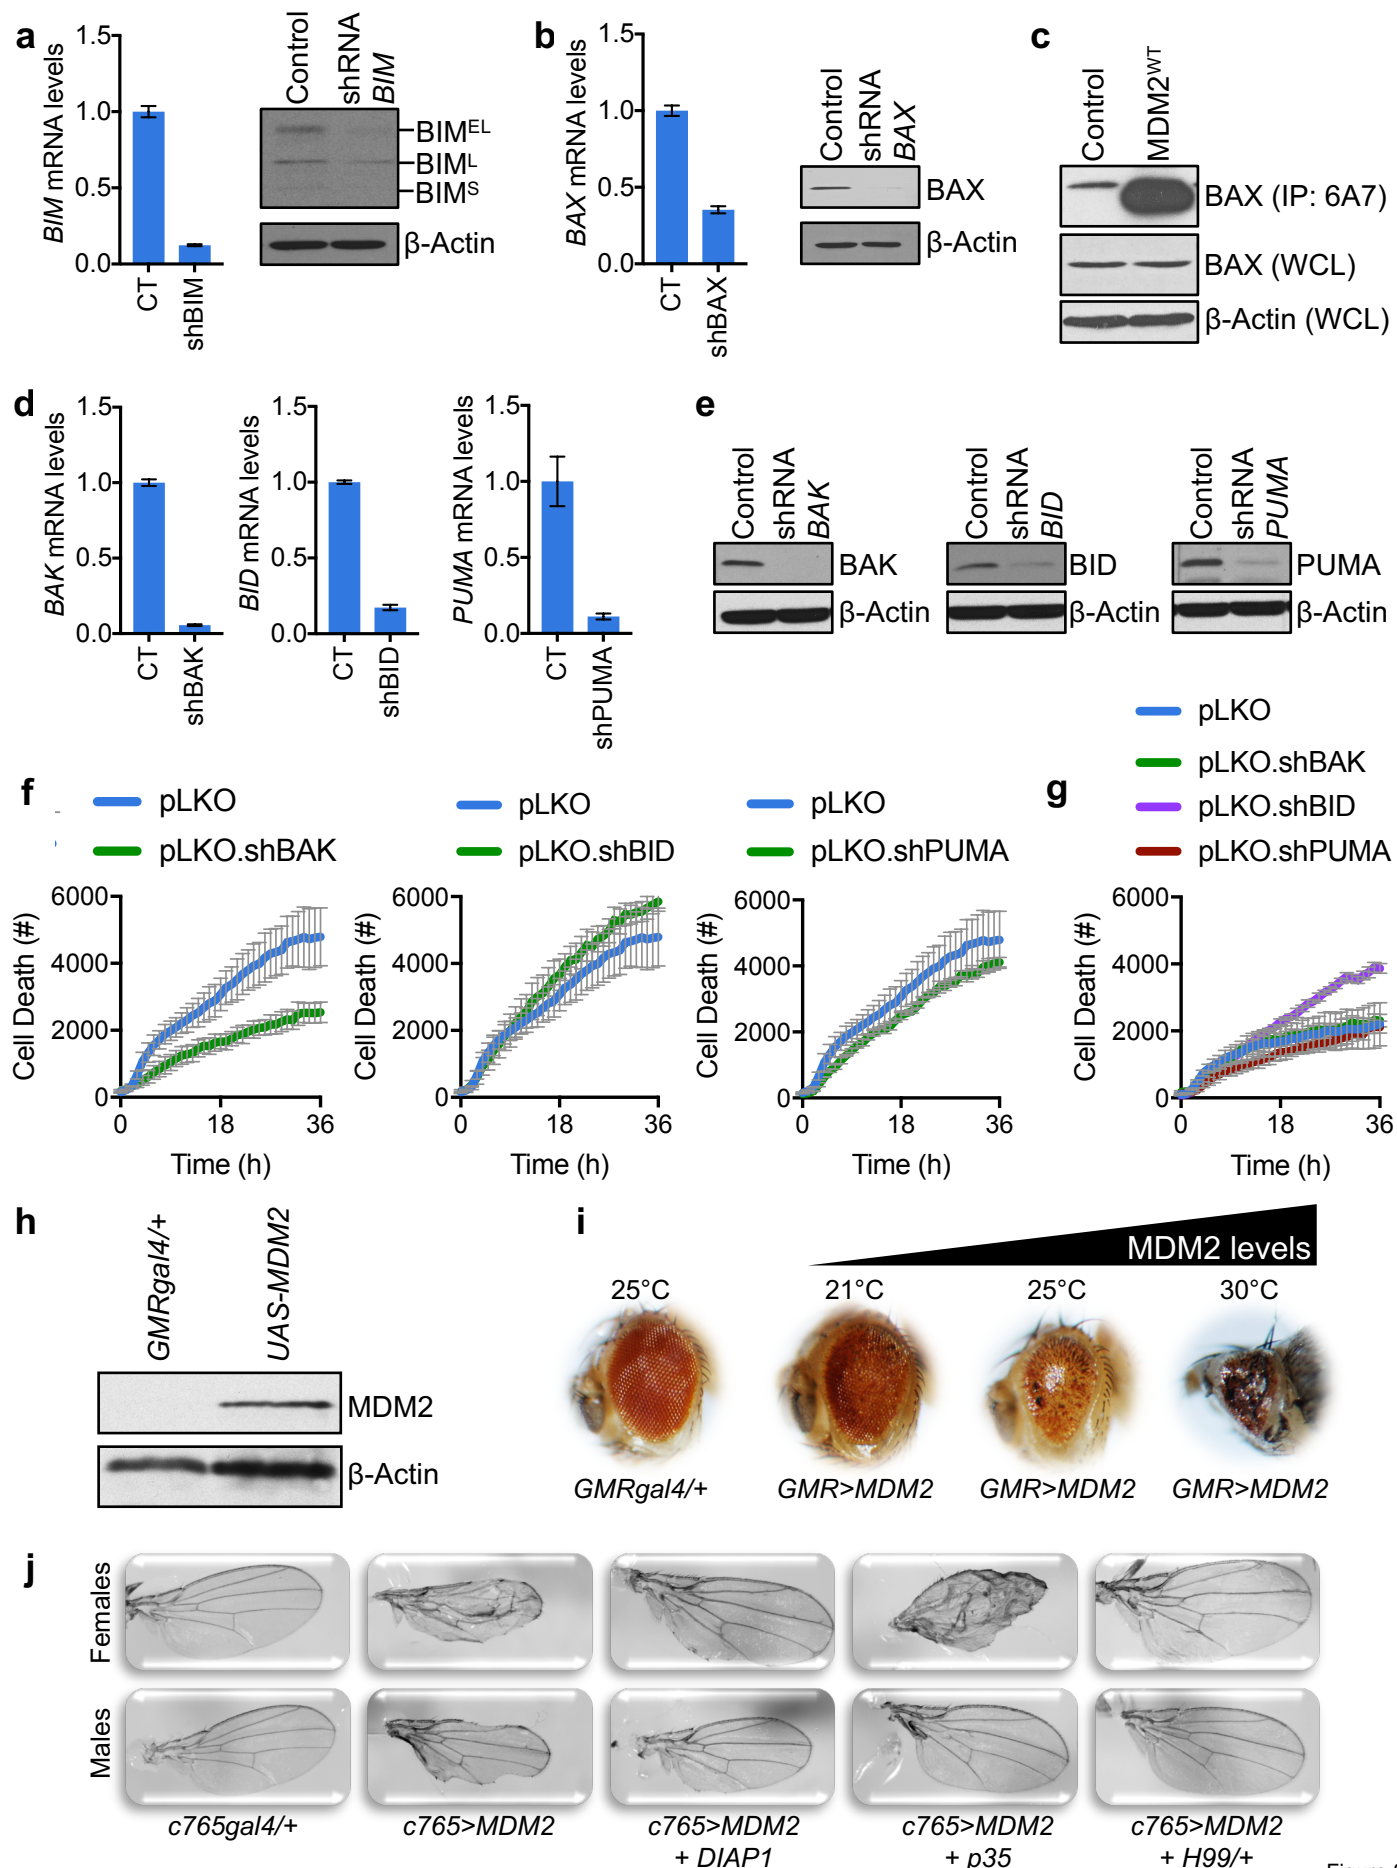 a
BIM mRNA levels
1.5
1.0
0.5
0.0
CT
shBIM
Control
shRNA
BIM
BIMEL
BIML
BIMS
β-Actin
b
BAX mRNA levels
1.5
1.0
0.5
0.0
CT
shBAX
Control
shRNA
BAX
BAX
β-Actin
c
Control
MDM2WT
BAX (IP: 6A7)
BAX (WCL)
β-Actin (WCL)
d
BAK mRNA levels
1.5
1.0
0.5
0.0
CT
shBAK
BID mRNA levels
1.5
1.0
0.5
0.0
CT
shBID
PUMA mRNA levels
1.5
1.0
0.5
0.0
CT
shPUMA
e
Control
shRNA
BAK
BAK
β-Actin
Control
shRNA
BID
BID
β-Actin
Control
shRNA
PUMA
PUMA
β-Actin
f
pLKO
pLKO.shBAK
Cell Death (#)
6000
4000
2000
0
0 18 36
Time (h)
pLKO
pLKO.shBID
Cell Death (#)
6000
4000
2000
0
0 18 36
Time (h)
pLKO
pLKO.shPUMA
Cell Death (#)
6000
4000
2000
0
0 18 36
Time (h)
g
pLKO
pLKO.shBAK
pLKO.shBID
pLKO.shPUMA
Cell Death (#)
6000
4000
2000
0
0 18 36
Time (h)
h
GMRgal4/+
UAS-MDM2
MDM2
β-Actin
i
MDM2 levels
25°C 21°C 25°C 30°C
GMRgal4/+ GMR>MDM2 GMR>MDM2 GMR>MDM2
j
Females
Males
c765gal4/+
c765>MDM2
c765>MDM2
+ DIAP1
c765>MDM2
+ p35
c765>MDM2
+ H99/+